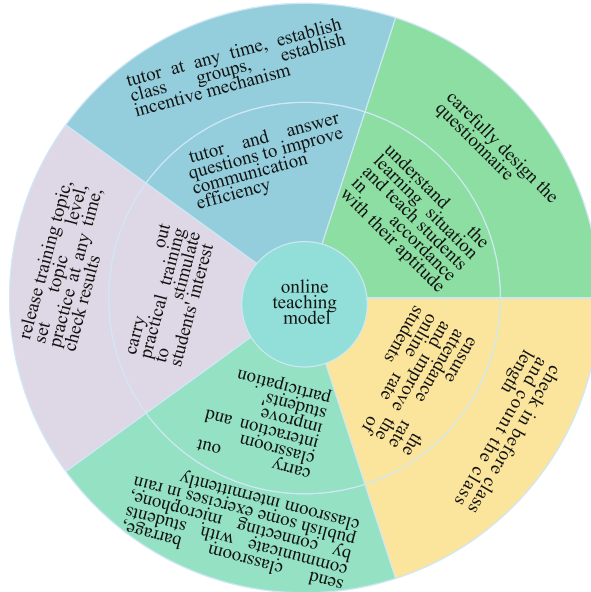 online
teaching
model
carefully design the
questionnaire
understand the
learning situation
and teach students
in accordance
with their aptitude
check in before class
and count the class
length
ensure the
attendance rate
and improve the
online rate of
students
send classroom barrage,
communicate with students
by connecting microphone,
publish some exercises in rain
classroom intermittently
carry out
classroom
interaction and
improve
students'
participation
release training topic,
set topic level,
practice at any time,
check results
carry out
practical training
to stimulate
students' interest
tutor at any time, establish
class groups, establish
incentive mechanism
tutor and answer
questions to improve
communication
efficiency